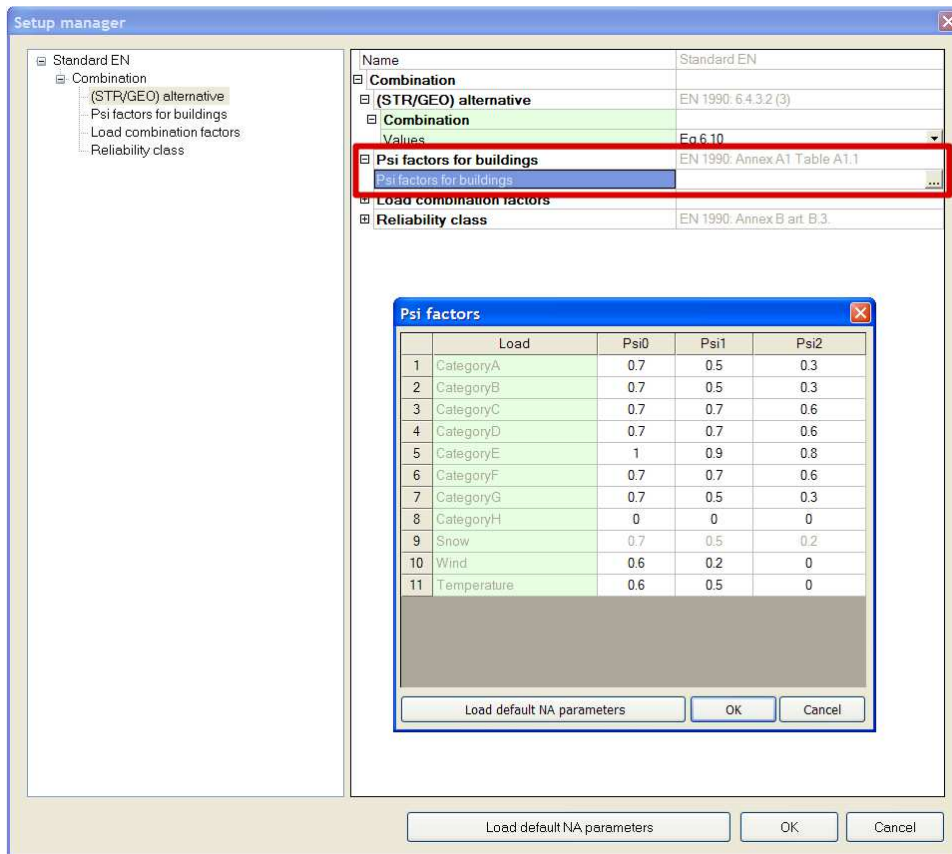 Setup manager
Standard EN
Combination
(STR/GEO) alternative
Psi factors for buildings
Load combination factors
Reliability class
Name Standard EN
Combination
(STR/GEO) alternative EN 1990: 6.4.3.2 (3)
Combination
Values Eq.6.10
Psi factors for buildings EN 1990: Annex A1 Table A1.1
Psi factors for buildings ...
Load combination factors
Reliability class EN 1990: Annex B art. B.3.
Psi factors
Load Psi0 Psi1 Psi2
1 CategoryA 0.7 0.5 0.3
2 CategoryB 0.7 0.5 0.3
3 CategoryC 0.7 0.7 0.6
4 CategoryD 0.7 0.7 0.6
5 CategoryE 1 0.9 0.8
6 CategoryF 0.7 0.7 0.6
7 CategoryG 0.7 0.5 0.3
8 CategoryH 0 0 0
9 Snow 0.7 0.5 0.2
10 Wind 0.6 0.2 0
11 Temperature 0.6 0.5 0
Load default NA parameters OK Cancel
Load default NA parameters OK Cancel